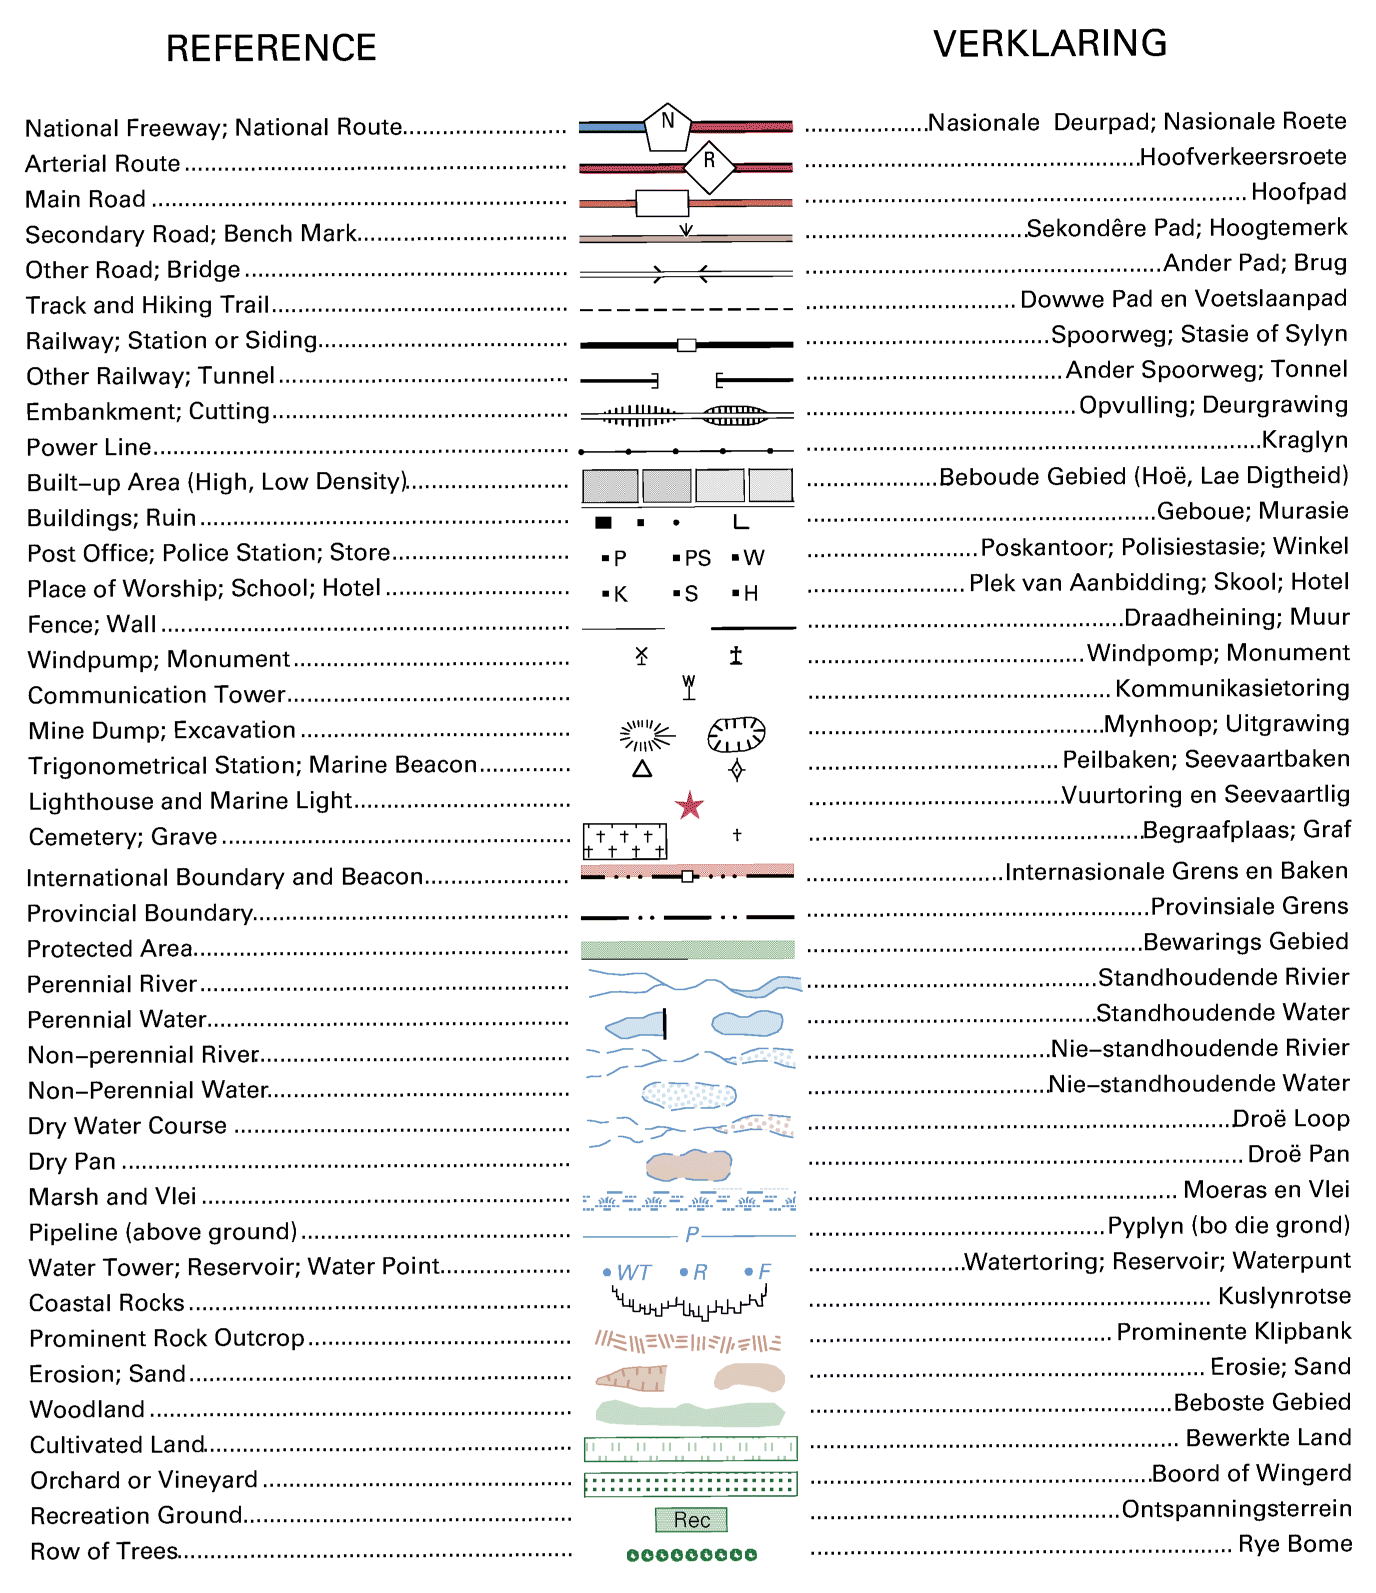 REFERENCE VERKLARING
National Freeway; National Route N Nasionale Deurpad; Nasionale Roete
Arterial Route R Hoofverkeersroete
Main Road Hoofpad
Secondary Road; Bench Mark Sekondêre Pad; Hoogtemerk
Other Road; Bridge Ander Pad; Brug
Track and Hiking Trail Dowwe Pad en Voetslaanpad
Railway; Station or Siding Spoorweg; Stasie of Sylyn
Other Railway; Tunnel Ander Spoorweg; Tonnel
Embankment; Cutting Opvulling; Deurgrawing
Power Line Kraglyn
Built–up Area (High, Low Density) Beboude Gebied (Hoë, Lae Digtheid)
Buildings; Ruin Geboue; Murasie
Post Office; Police Station; Store P PS W Poskantoor; Polisiestasie; Winkel
Place of Worship; School; Hotel K S H Plek van Aanbidding; Skool; Hotel
Fence; Wall Draadheining; Muur
Windpump; Monument Windpomp; Monument
Communication Tower Kommunikasietoring
Mine Dump; Excavation Mynhoop; Uitgrawing
Trigonometrical Station; Marine Beacon Peilbaken; Seevaartbaken
Lighthouse and Marine Light Vuurtoring en Seevaartlig
Cemetery; Grave Begraafplaas; Graf
International Boundary and Beacon Internasionale Grens en Baken
Provincial Boundary Provinsiale Grens
Protected Area Bewarings Gebied
Perennial River Standhoudende Rivier
Perennial Water Standhoudende Water
Non–perennial River Nie–standhoudende Rivier
Non–Perennial Water Nie–standhoudende Water
Dry Water Course Droë Loop
Dry Pan Droë Pan
Marsh and Vlei Moeras en Vlei
Pipeline (above ground) P Pyplyn (bo die grond)
Water Tower; Reservoir; Water Point WT R F Watertoring; Reservoir; Waterpunt
Coastal Rocks Kuslynrotse
Prominent Rock Outcrop Prominente Klipbank
Erosion; Sand Erosie; Sand
Woodland Beboste Gebied
Cultivated Land Bewerkte Land
Orchard or Vineyard Boord of Wingerd
Recreation Ground Rec Ontspanningsterrein
Row of Trees Rye Bome